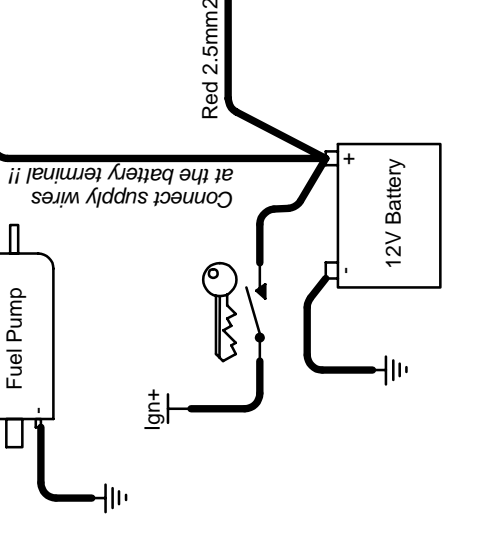 Red 2.5mm2
Connect supply wires
at the battery terminal !!
+
12V Battery
-
Fuel Pump
-
Ign+